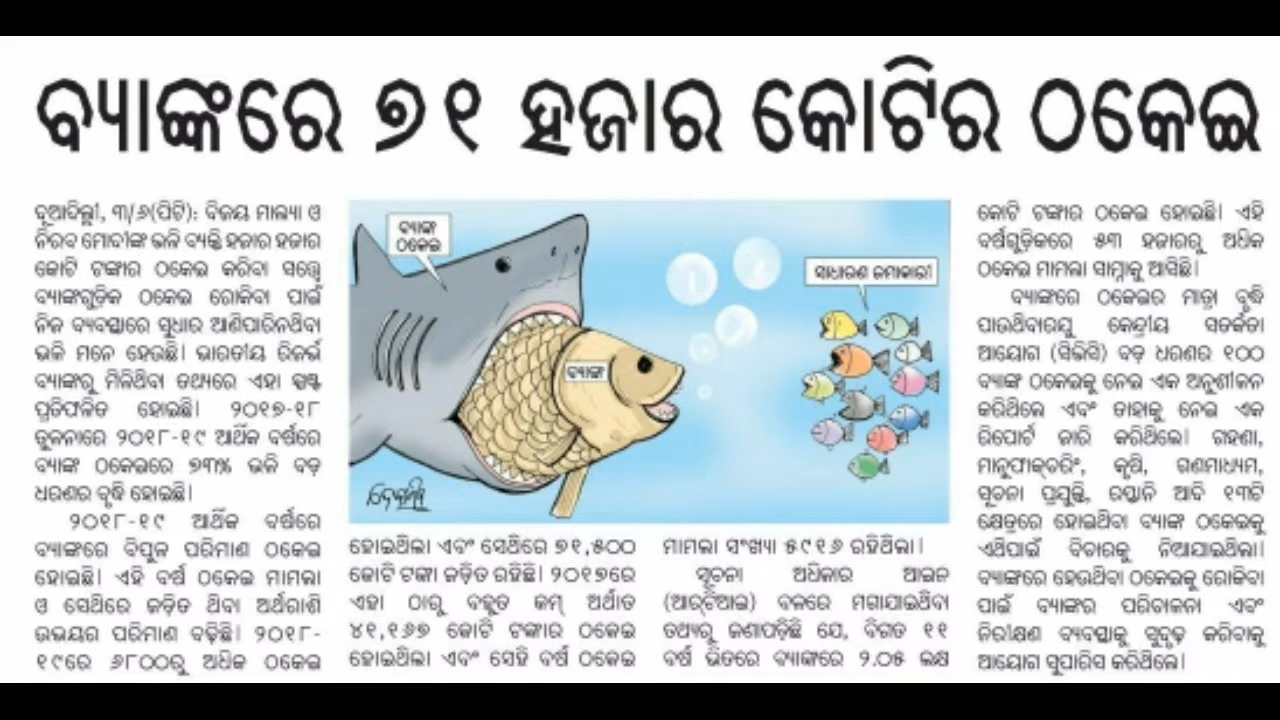 ବ୍ୟାଙ୍କରେ ୭୧ ହଜାର କୋଟିର ଠକେଇ
ନୂଆଦିଲ୍ଲୀ, ୩/୬(ପିଟି): ବିଜୟ ମାଲ୍ୟା ଓ
ନିରବ ମୋଦୀଙ୍କ ଭଳି ବ୍ୟକ୍ତି ହଜାର ହଜାର
କୋଟି ଟଙ୍କାର ଠକେଇ କରିବା ସତ୍ତ୍ୱେ
ବ୍ୟାଙ୍କଗୁଡ଼ିକ ଠକେଇ ରୋକିବା ପାଇଁ
ନିଜ ବ୍ୟବସ୍ଥାରେ ସୁଧାର ଆଣିପାରିନଥିବା
ଭଳି ମନେ ହେଉଛି। ଭାରତୀୟ ରିଜର୍ଭ
ବ୍ୟାଙ୍କରୁ ମିଳିଥିବା ତଥ୍ୟରେ ଏହା ସ୍ପଷ୍ଟ
ପ୍ରତିଫଳିତ ହୋଇଛି। ୨୦୧୭-୧୮
ତୁଳନାରେ ୨୦୧୮-୧୯ ଆର୍ଥିକ ବର୍ଷରେ
ବ୍ୟାଙ୍କ ଠକେଇରେ ୭୩% ଭଳି ବଡ଼
ଧରଣର ବୃଦ୍ଧି ହୋଇଛି।
୨୦୧୮-୧୯ ଆର୍ଥିକ ବର୍ଷରେ
ବ୍ୟାଙ୍କରେ ବିପୁଳ ପରିମାଣ ଠକେଇ
ହୋଇଛି। ଏହି ବର୍ଷ ଠକେଇ ମାମଲା
ଓ ସେଥିରେ ଜଡ଼ିତ ଥିବା ଅର୍ଥରାଶି
ଉଭୟର ପରିମାଣ ବଢ଼ିଛି। ୨୦୧୮-
୧୯ରେ ୬୮୦୦ରୁ ଅଧିକ ଠକେଇ
ବ୍ୟାଙ୍କ
ଠକେଇ
ବ୍ୟାଙ୍କ
ସାଧାରଣ ଜମାକାରୀ
ହୋଇଥିଲା ଏବଂ ସେଥିରେ ୭୧,୫୦୦
କୋଟି ଟଙ୍କା ଜଡ଼ିତ ରହିଛି। ୨୦୧୭ରେ
ଏହା ଠାରୁ ବହୁତ କମ୍ ଅର୍ଥାତ
୪୧,୧୬୭ କୋଟି ଟଙ୍କାର ଠକେଇ
ହୋଇଥିଲା ଏବଂ ସେହି ବର୍ଷ ଠକେଇ
ମାମଲା ସଂଖ୍ୟା ୫୯୧୬ ରହିଥିଲା।
ସୂଚନା ଅଧିକାର ଆଇନ
(ଆର୍‌ଟିଆଇ) ବଳରେ ମଗାଯାଇଥିବା
ତଥ୍ୟରୁ ଜଣାପଡ଼ିଛି ଯେ, ବିଗତ ୧୧
ବର୍ଷ ଭିତରେ ବ୍ୟାଙ୍କରେ ୨.୦୫ ଲକ୍ଷ
କୋଟି ଟଙ୍କାର ଠକେଇ ହୋଇଛି। ଏହି
ବର୍ଷଗୁଡ଼ିକରେ ୫୩ ହଜାରରୁ ଅଧିକ
ଠକେଇ ମାମଲା ସାମ୍ନାକୁ ଆସିଛି।
ବ୍ୟାଙ୍କରେ ଠକେଇର ମାତ୍ରା ବୃଦ୍ଧି
ପାଉଥିବାରଯୁ କେନ୍ଦ୍ରୀୟ ସତର୍କତା
ଆୟୋଗ (ସିଭିସି) ବଡ଼ ଧରଣର ୧୦୦
ବ୍ୟାଙ୍କ ଠକେଇକୁ ନେଇ ଏକ ଅନୁଶୀଳନ
କରିଥିଲେ ଏବଂ ତାହାକୁ ନେଇ ଏକ
ରିପୋର୍ଟ ଜାରି କରିଥିଲେ। ଗହଣା,
ମାନୁଫାକ୍‌ଚରିଂ, କୃଷି, ଗଣମାଧ୍ୟମ,
ସୂଚନା ପ୍ରଯୁକ୍ତି, ରପ୍ତାନି ଆଦି ୧୩ଟି
କ୍ଷେତ୍ରରେ ହୋଇଥିବା ବ୍ୟାଙ୍କ ଠକେଇକୁ
ଏଥିପାଇଁ ବିଚାରକୁ ନିଆଯାଇଥିଲା।
ବ୍ୟାଙ୍କରେ ହେଉଥିବା ଠକେଇକୁ ରୋକିବା
ପାଇଁ ବ୍ୟାଙ୍କର ପରିଚାଳନା ଏବଂ
ନିରୀକ୍ଷଣ ବ୍ୟବସ୍ଥାକୁ ସୁଦୃଢ଼ କରିବାକୁ
ଆୟୋଗ ସୁପାରିସ କରିଥିଲେ।